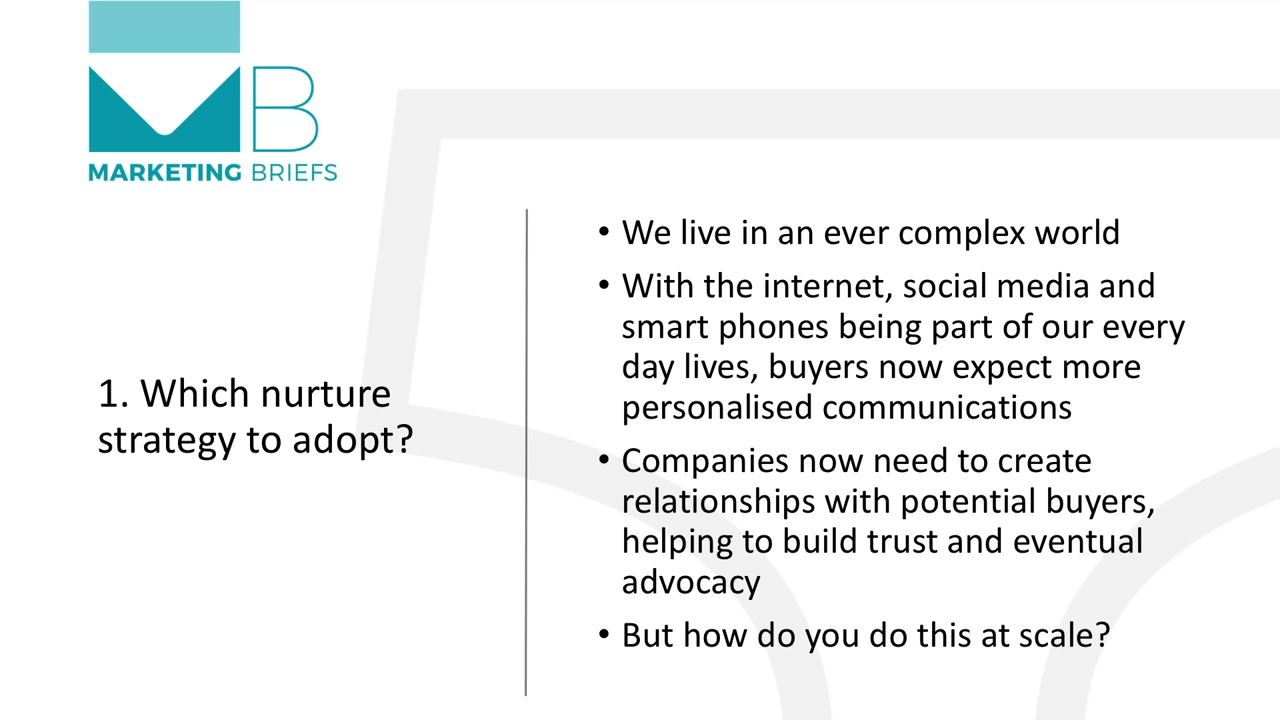 B
MARKETING BRIEFS
1. Which nurture
strategy to adopt?
• We live in an ever complex world
• With the internet, social media and
smart phones being part of our every
day lives, buyers now expect more
personalised communications
• Companies now need to create
relationships with potential buyers,
helping to build trust and eventual
advocacy
• But how do you do this at scale?